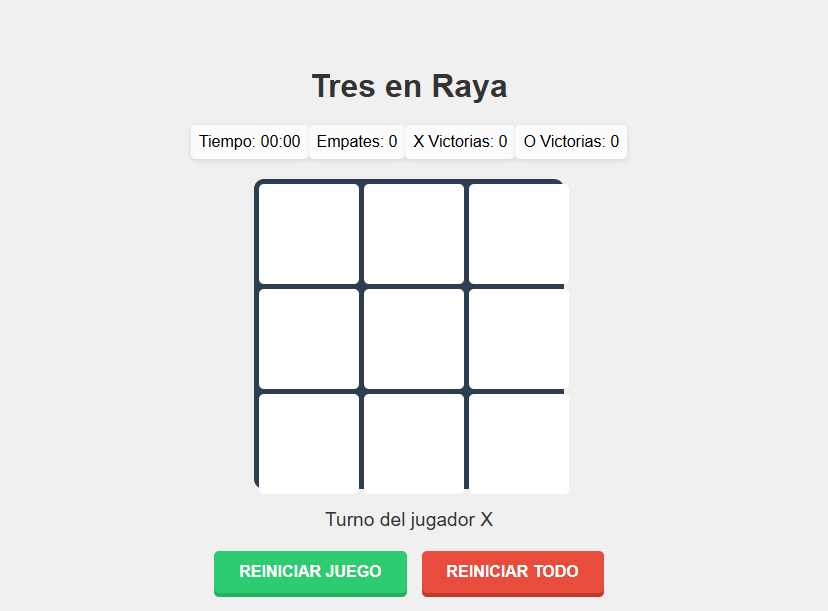 Tres en Raya
Tiempo: 00:00 Empates: 0 X Victorias: 0 O Victorias: 0
Turno del jugador X
REINICIAR JUEGO REINICIAR TODO